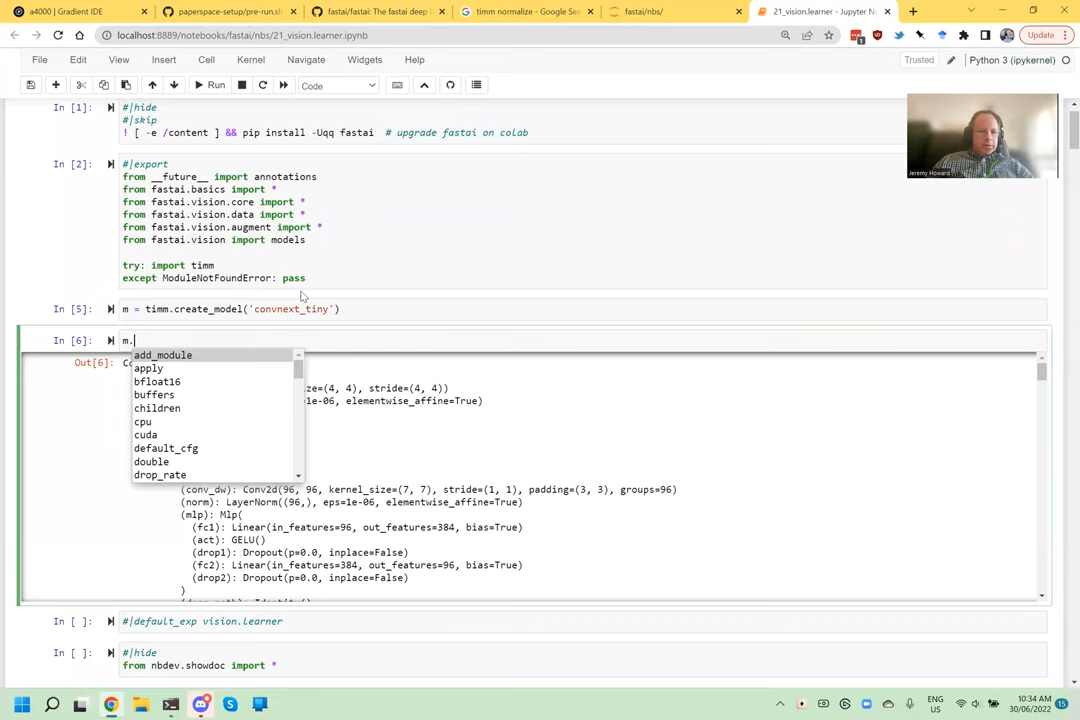 a4000 | Gradient IDE
paperspace-setup/pre-run.s
fastai/fastai: The fastai deep l
timm normalize - Google Se
fastai/nbs/
21_vision.learner - Jupyter N
localhost:8889/notebooks/fastai/nbs/21_vision.learner.ipynb
1
Update
File Edit View Insert Cell Kernel Navigate Widgets Help
Trusted
Python 3 (ipykernel)
Run
Code
In [1]:
#|hide
#|skip
! [ -e /content ] && pip install -Uqq fastai # upgrade fastai on colab
In [2]:
#|export
from __future__ import annotations
from fastai.basics import *
from fastai.vision.core import *
from fastai.vision.data import *
from fastai.vision.augment import *
from fastai.vision import models
try: import timm
except ModuleNotFoundError: pass
Jeremy Howard
In [5]: m = timm.create_model('convnext_tiny')
In [6]: m.
Out[6]: Co
add_module
apply
bfloat16
buffers
children
cpu
cuda
default_cfg
double
drop_rate
ize=(4, 4), stride=(4, 4))
1e-06, elementwise_affine=True)
(conv_dw): Conv2d(96, 96, kernel_size=(7, 7), stride=(1, 1), padding=(3, 3), groups=96)
(norm): LayerNorm((96,), eps=1e-06, elementwise_affine=True)
(mlp): Mlp(
(fc1): Linear(in_features=96, out_features=384, bias=True)
(act): GELU()
(drop1): Dropout(p=0.0, inplace=False)
(fc2): Linear(in_features=384, out_features=96, bias=True)
(drop2): Dropout(p=0.0, inplace=False)
)
(drop_path): Identity()
In [ ]: #|default_exp vision.learner
In [ ]: #|hide
from nbdev.showdoc import *
ENG
US
10:34 AM
30/06/2022
15